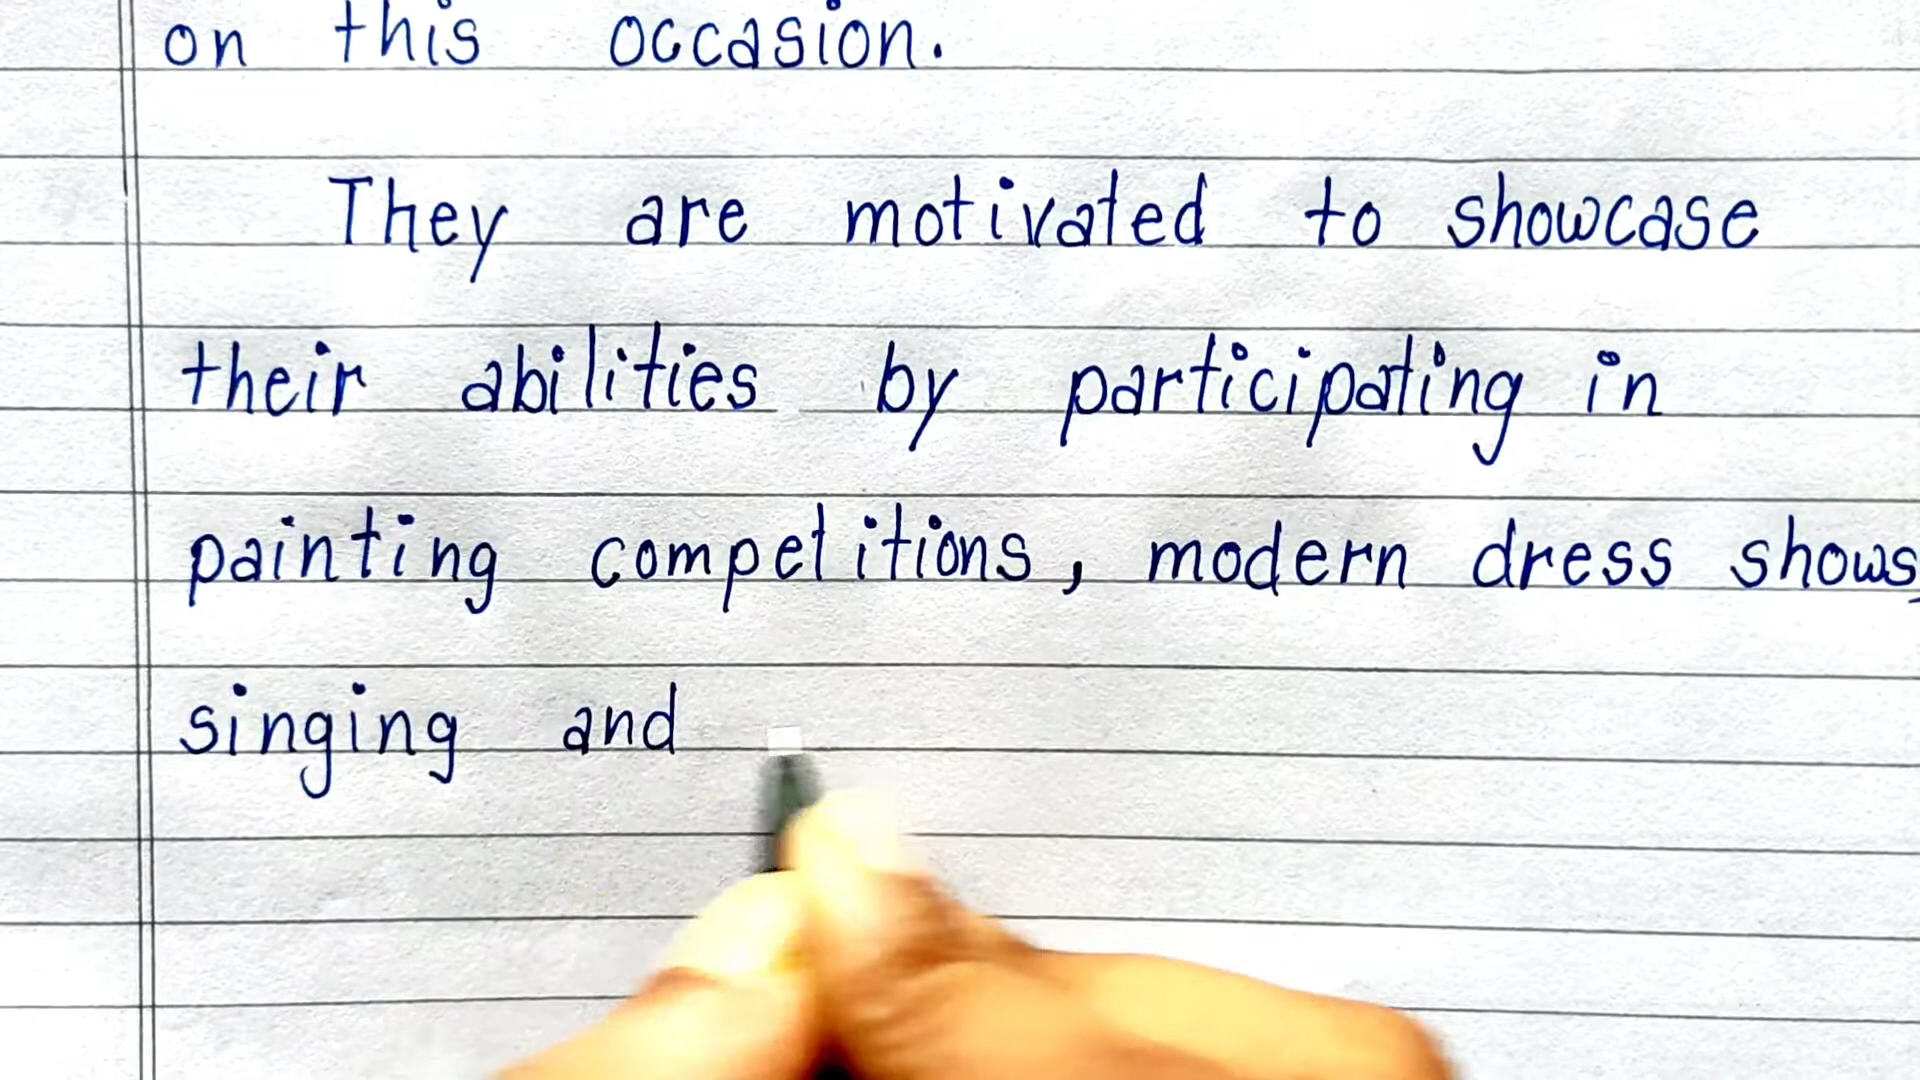 on this occasion.
They are motivated to showcase
their abilities by participating in
painting competitions, modern dress shows,
singing and